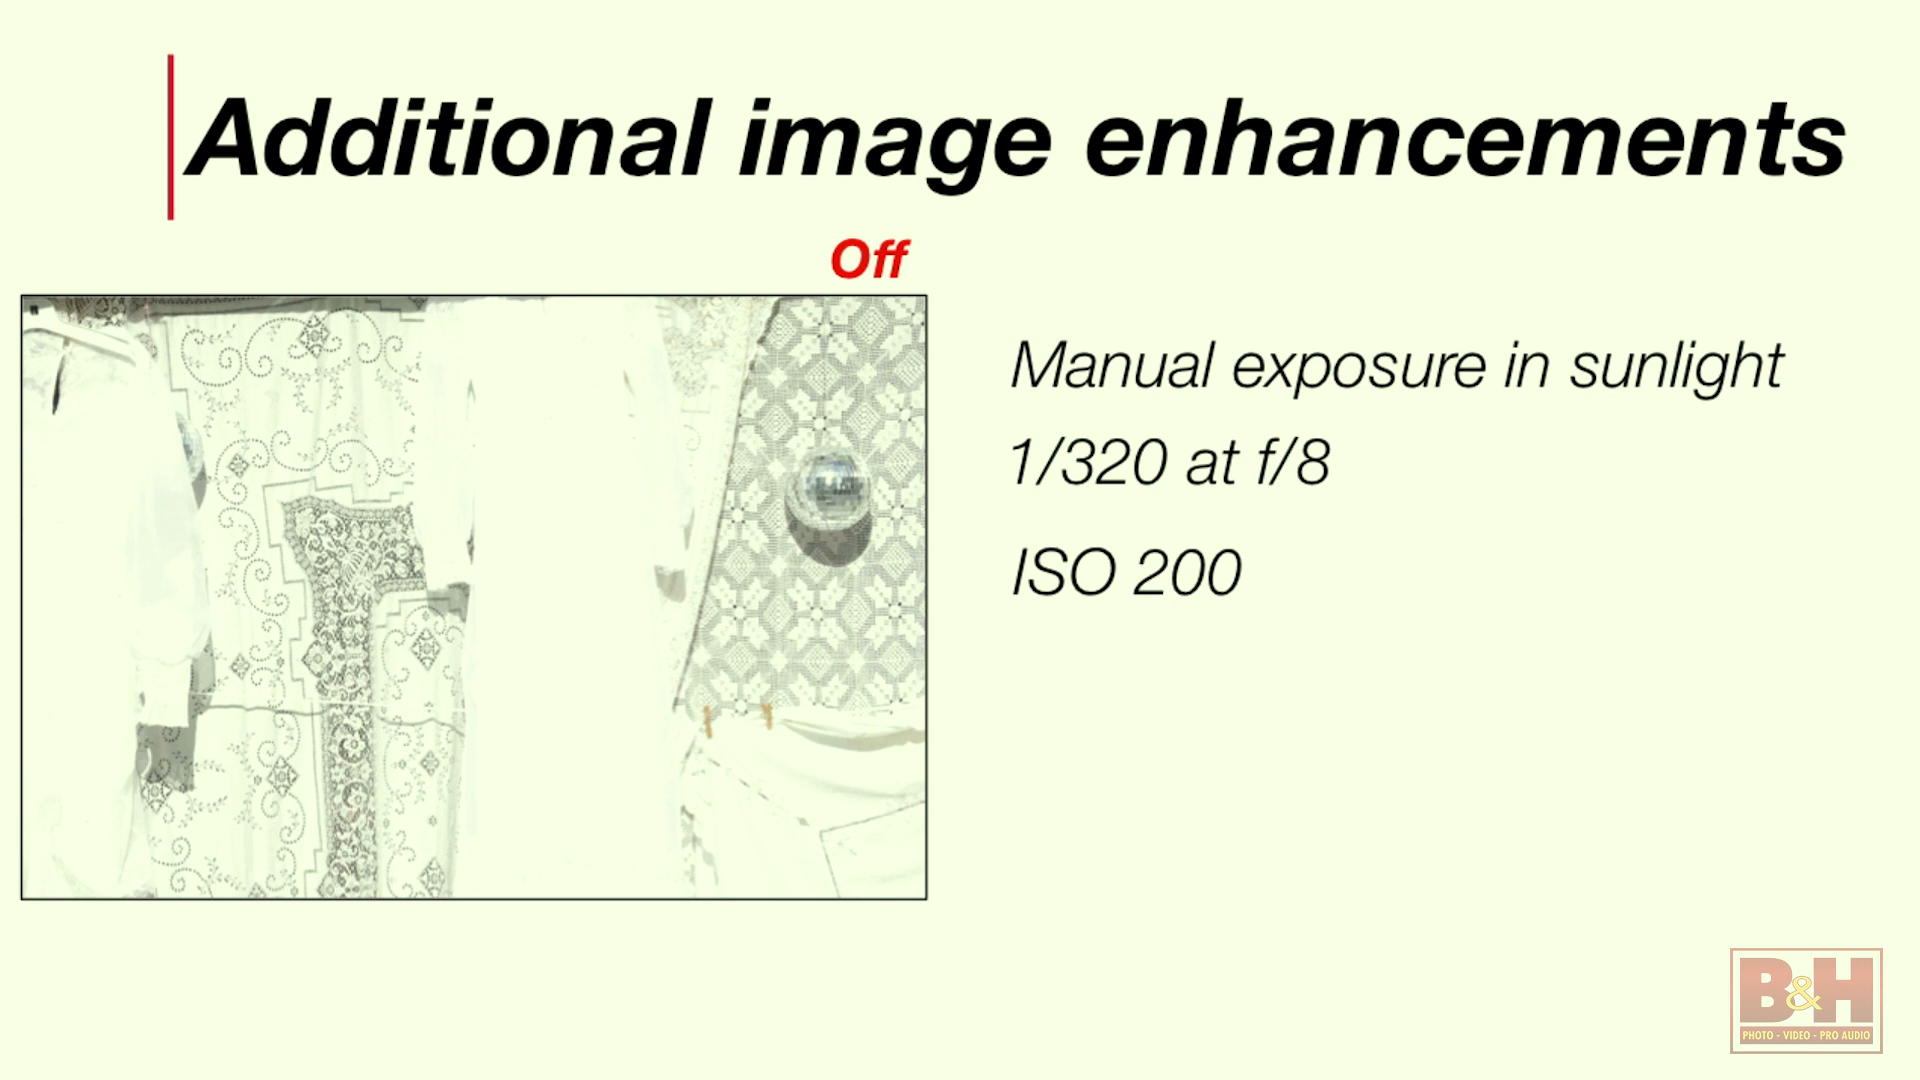 Additional image enhancements
Off
Manual exposure in sunlight
1/320 at f/8
ISO 200
B&H
PHOTO - VIDEO - PRO AUDIO